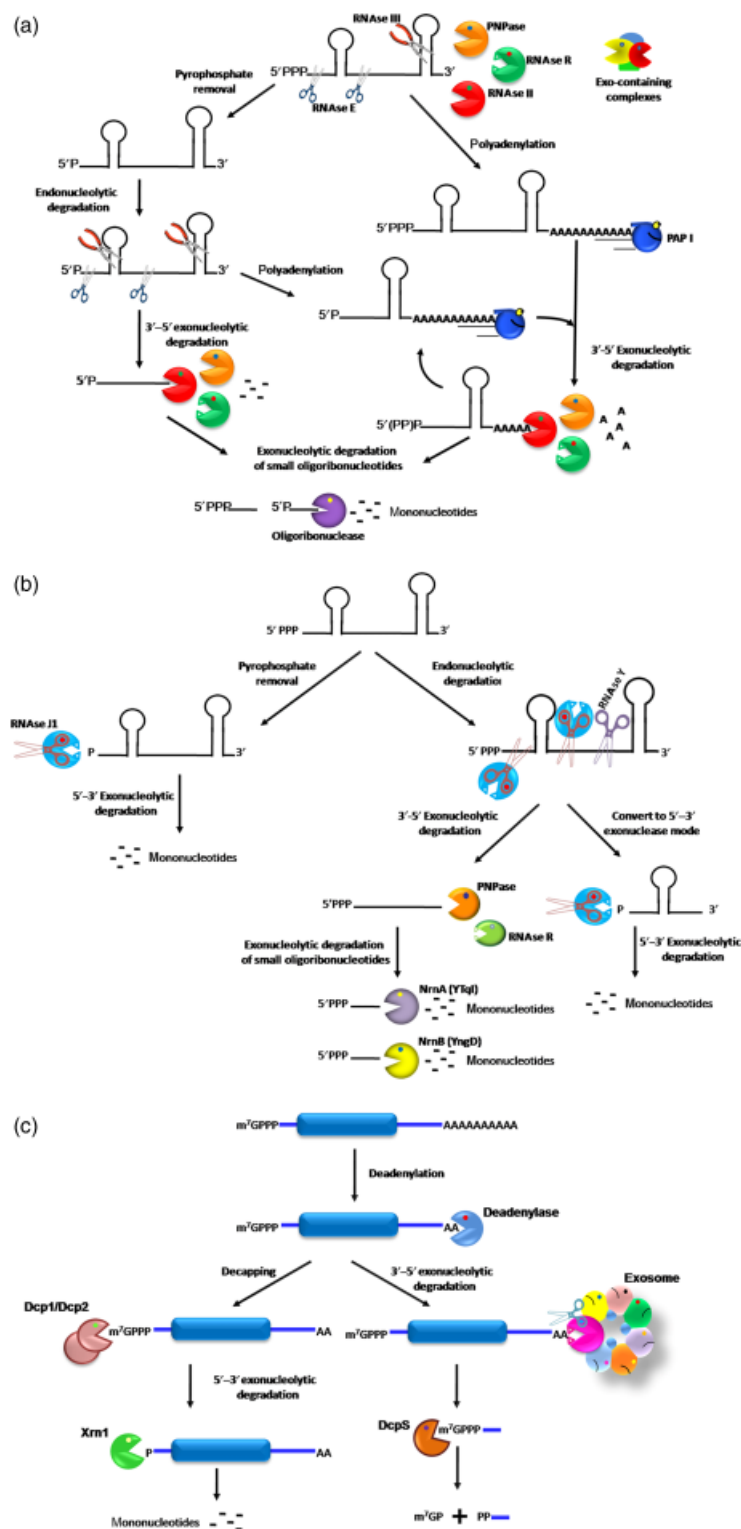 (a)
RNAse III
PNPase
5′PPP
3′
RNAse R
Pyrophosphate
removal
RNAse E
RNAse II
Exo-containing
complexes
Polyadenylation
5′P
3′
Endonucleolytic
degradation
5′PPP
AAAAAAAAAAA
PAP I
5′P
3′
Polyadenylation
5′P
AAAAAAAAAAA
3′–5′ exonucleolytic
degradation
3′-5′ Exonucleolytic
degradation
5′P
5′(PP)P
AAAA
A
A
A
A
A
Exonucleolytic degradation
of small oligoribonucleotides
5′PPP
5′P
Mononucleotides
Oligoribonuclease
(b)
5′ PPP
3′
Pyrophosphate
removal
Endonucleolytic
degradation
RNAse J1
P
3′
RNAse Y
5′ PPP
3′
5′–3′ Exonucleolytic
degradation
3′-5′ Exonucleolytic
degradation
Convert to 5′–3′
exonuclease mode
Mononucleotides
5′PPP
PNPase
RNAse R
P
3′
Exonucleolytic degradation
of small oligoribonucleotides
5′–3′ Exonucleolytic
degradation
NrnA (YTqI)
5′PPP
Mononucleotides
Mononucleotides
NrnB (YngD)
5′PPP
Mononucleotides
(c)
m⁷GPPP
AAAAAAAAAA
Deadenylation
m⁷GPPP
AA
Deadenylase
Decapping
3′–5′ exonucleolytic
degradation
Exosome
Dcp1/Dcp2
m⁷GPPP
AA
m⁷GPPP
AA
5′–3′ exonucleolytic
degradation
Xrn1
P
AA
DcpS
m⁷GPPP
Mononucleotides
m⁷GP + PP